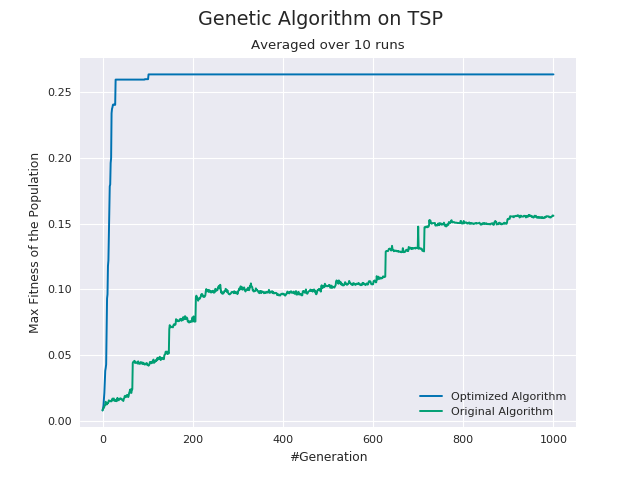 Genetic Algorithm on TSP
Averaged over 10 runs
Max Fitness of the Population
0.25
0.20
0.15
0.10
0.05
0.00
0 200 400 600 800 1000
#Generation
Optimized Algorithm
Original Algorithm